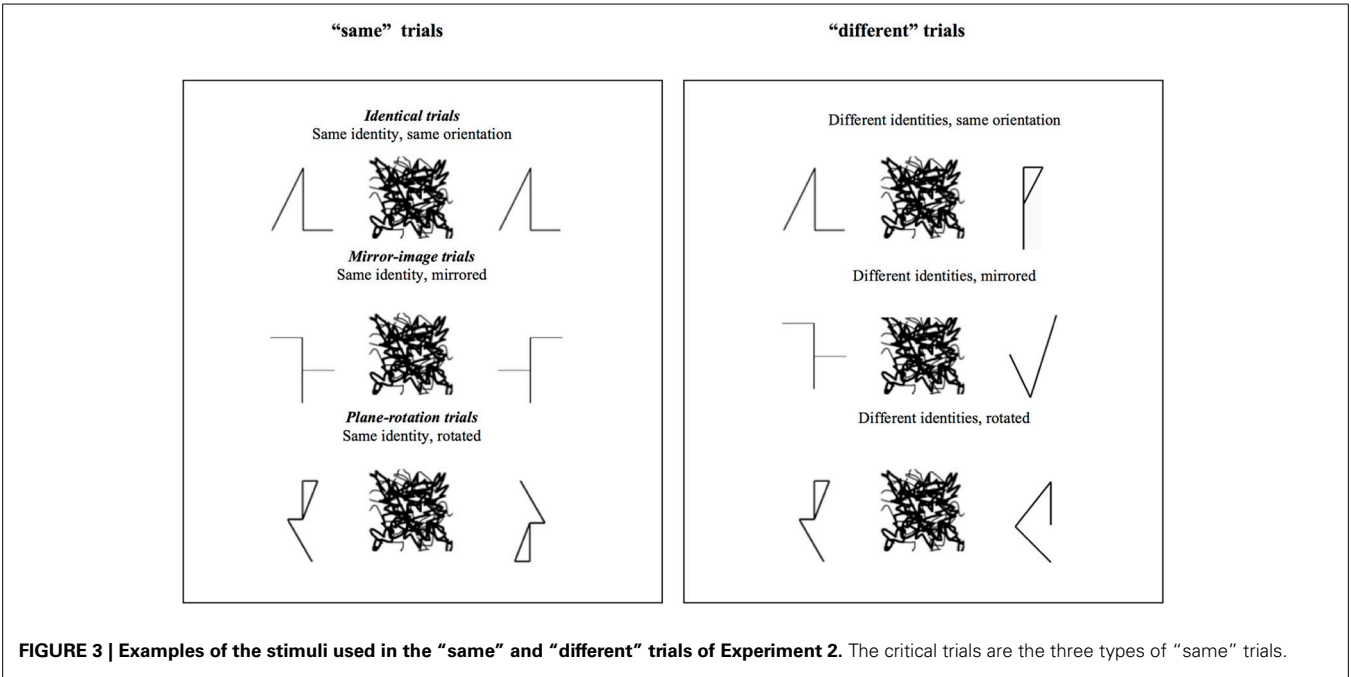 “same” trials
“different” trials
Identical trials
Same identity, same orientation
Mirror-image trials
Same identity, mirrored
Plane-rotation trials
Same identity, rotated
Different identities, same orientation
Different identities, mirrored
Different identities, rotated
FIGURE 3 | Examples of the stimuli used in the “same” and “different” trials of Experiment 2. The critical trials are the three types of “same” trials.